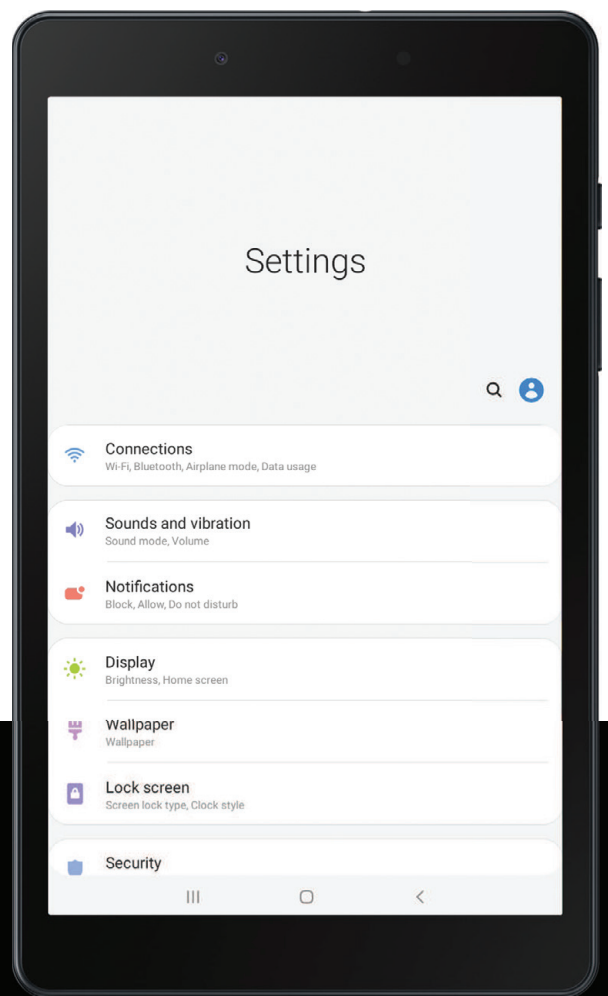 Settings
Connections
Wi-Fi, Bluetooth, Airplane mode, Data usage
Sounds and vibration
Sound mode, Volume
Notifications
Block, Allow, Do not disturb
Display
Brightness, Home screen
Wallpaper
Wallpaper
Lock screen
Screen lock type, Clock style
Security